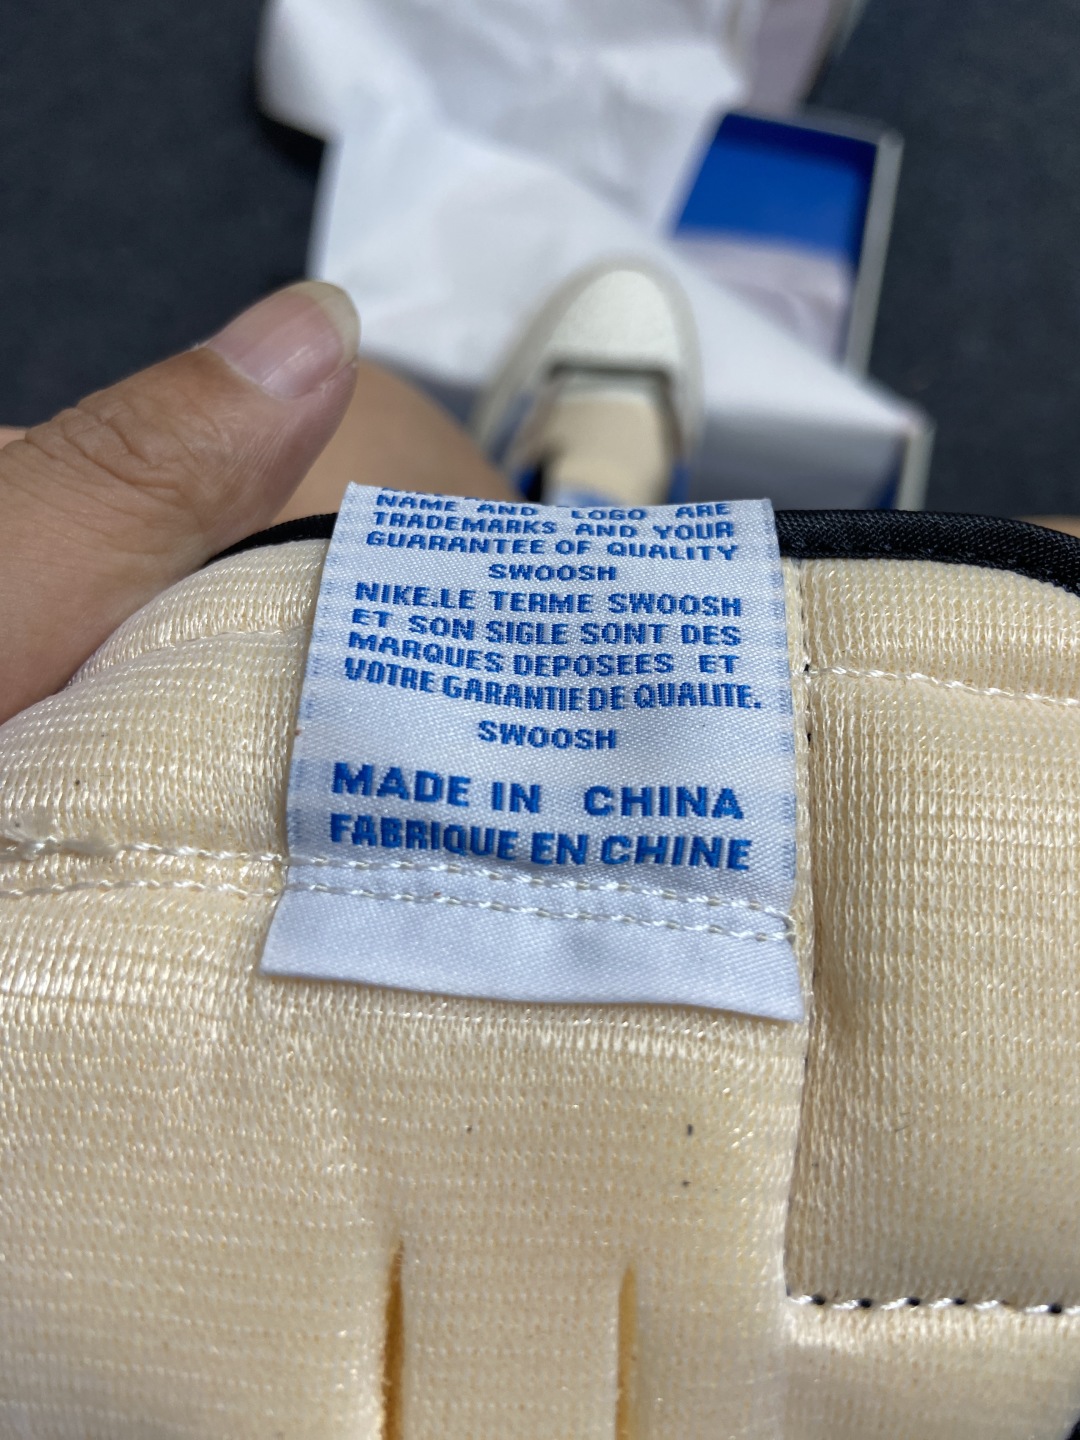 NAME AND LOGO ARE
TRADEMARKS AND YOUR
GUARANTEE OF QUALITY
SWOOSH
NIKE.LE TERME SWOOSH
ET SON SIGLE SONT DES
MARQUES DEPOSEES ET
VOTRE GARANTIE DE QUALITE.
SWOOSH
MADE IN CHINA
FABRIQUE EN CHINE